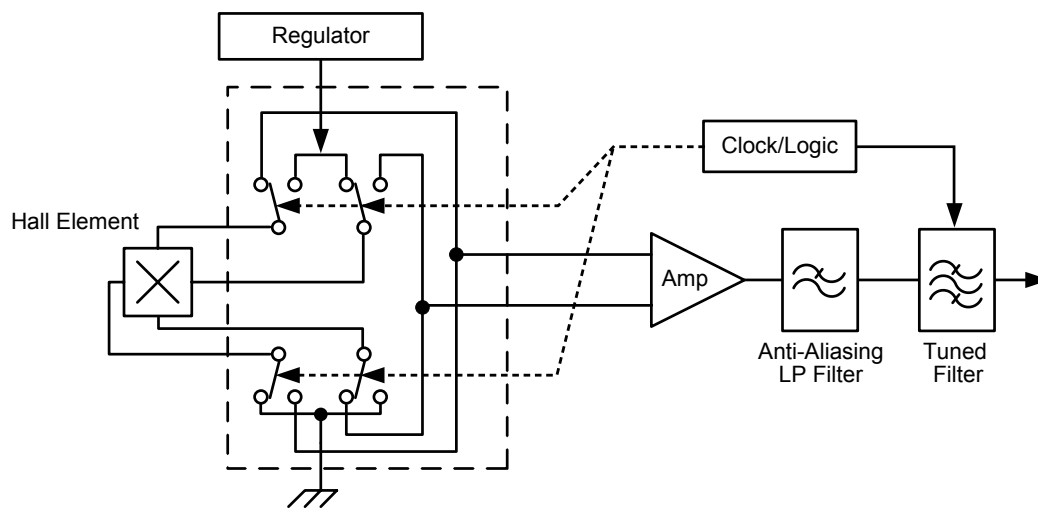 Regulator
Clock/Logic
Hall Element
Amp
Anti-Aliasing
LP Filter
Tuned
Filter